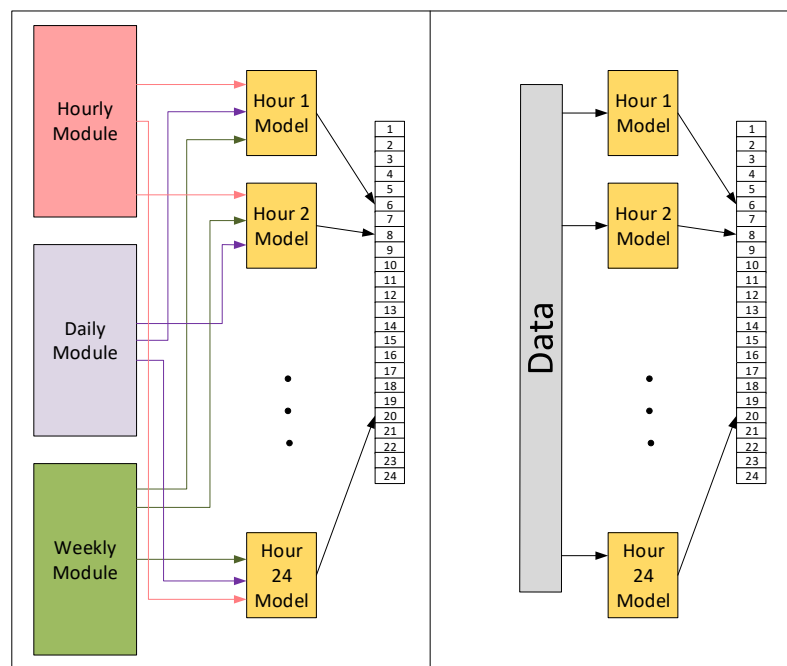 Hourly
Module
Daily
Module
Weekly
Module
Hour 1
Model
Hour 2
Model
Hour
24
Model
1
2
3
4
5
6
7
8
9
10
11
12
13
14
15
16
17
18
19
20
21
22
23
24
Data
Hour 1
Model
Hour 2
Model
Hour
24
Model
1
2
3
4
5
6
7
8
9
10
11
12
13
14
15
16
17
18
19
20
21
22
23
24